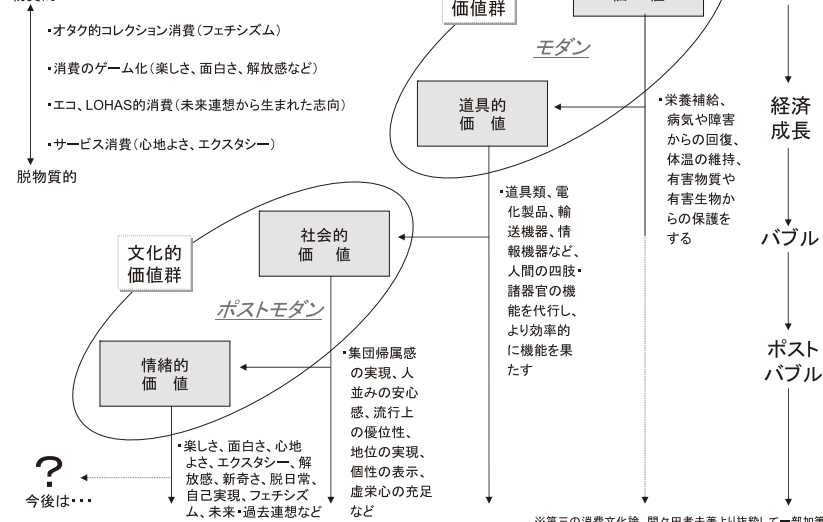 ・オタク的コレクション消費(フェチシズム)
・消費のゲーム化(楽しさ、面白さ、解放感など)
・エコ、LOHAS的消費(未来連想から生まれた志向)
・サービス消費(心地よさ、エクスタシー)
脱物質的
価値群
モダン
道具的
価 値
・栄養補給、
病気や障害
からの回復、
体温の維持、
有害物質や
有害生物か
らの保護を
する
経済
成長
バブル
ポスト
バブル
・道具類、電
化製品、輸
送機器、情
報機器など、
人間の四肢・
諸器官の機
能を代行し、
より効率的
に機能を果
たす
社会的
価 値
文化的
価値群
ポストモダン
情緒的
価 値
・集団帰属感
の実現、人
並みの安心
感、流行上
の優位性、
地位の実現、
個性の表示、
虚栄心の充足
など
・楽しさ、面白さ、心地
よさ、エクスタシー、解
放感、新奇さ、脱日常、
自己実現、フェチシズ
ム、未来・過去連想など
?
今後は・・・